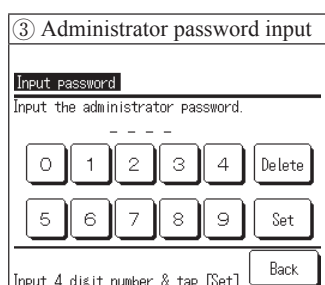 ③ Administrator password input
Input password
Input the administrator password.
_ _ _ _
0 1 2 3 4 Delete
5 6 7 8 9 Set
Back
Input 4 digit number & tap [Set]